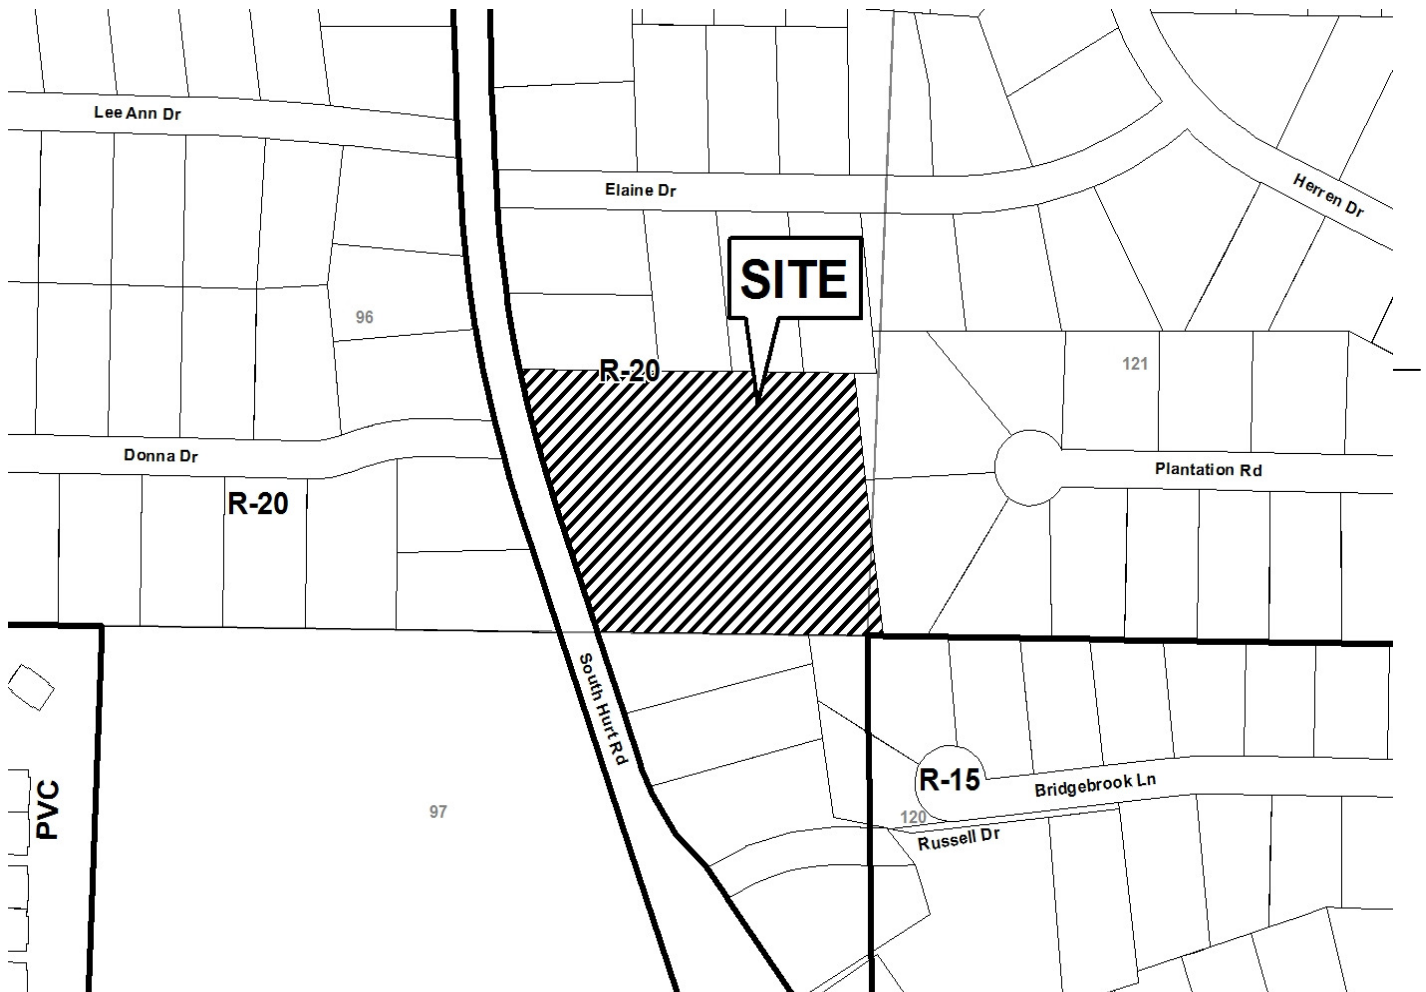 Lee Ann Dr
Elaine Dr
Herren Dr
SITE
96
R-20
121
Donna Dr
Plantation Rd
R-20
South Hurt Rd
PVC
R-15
Bridgebrook Ln
97
120
Russell Dr